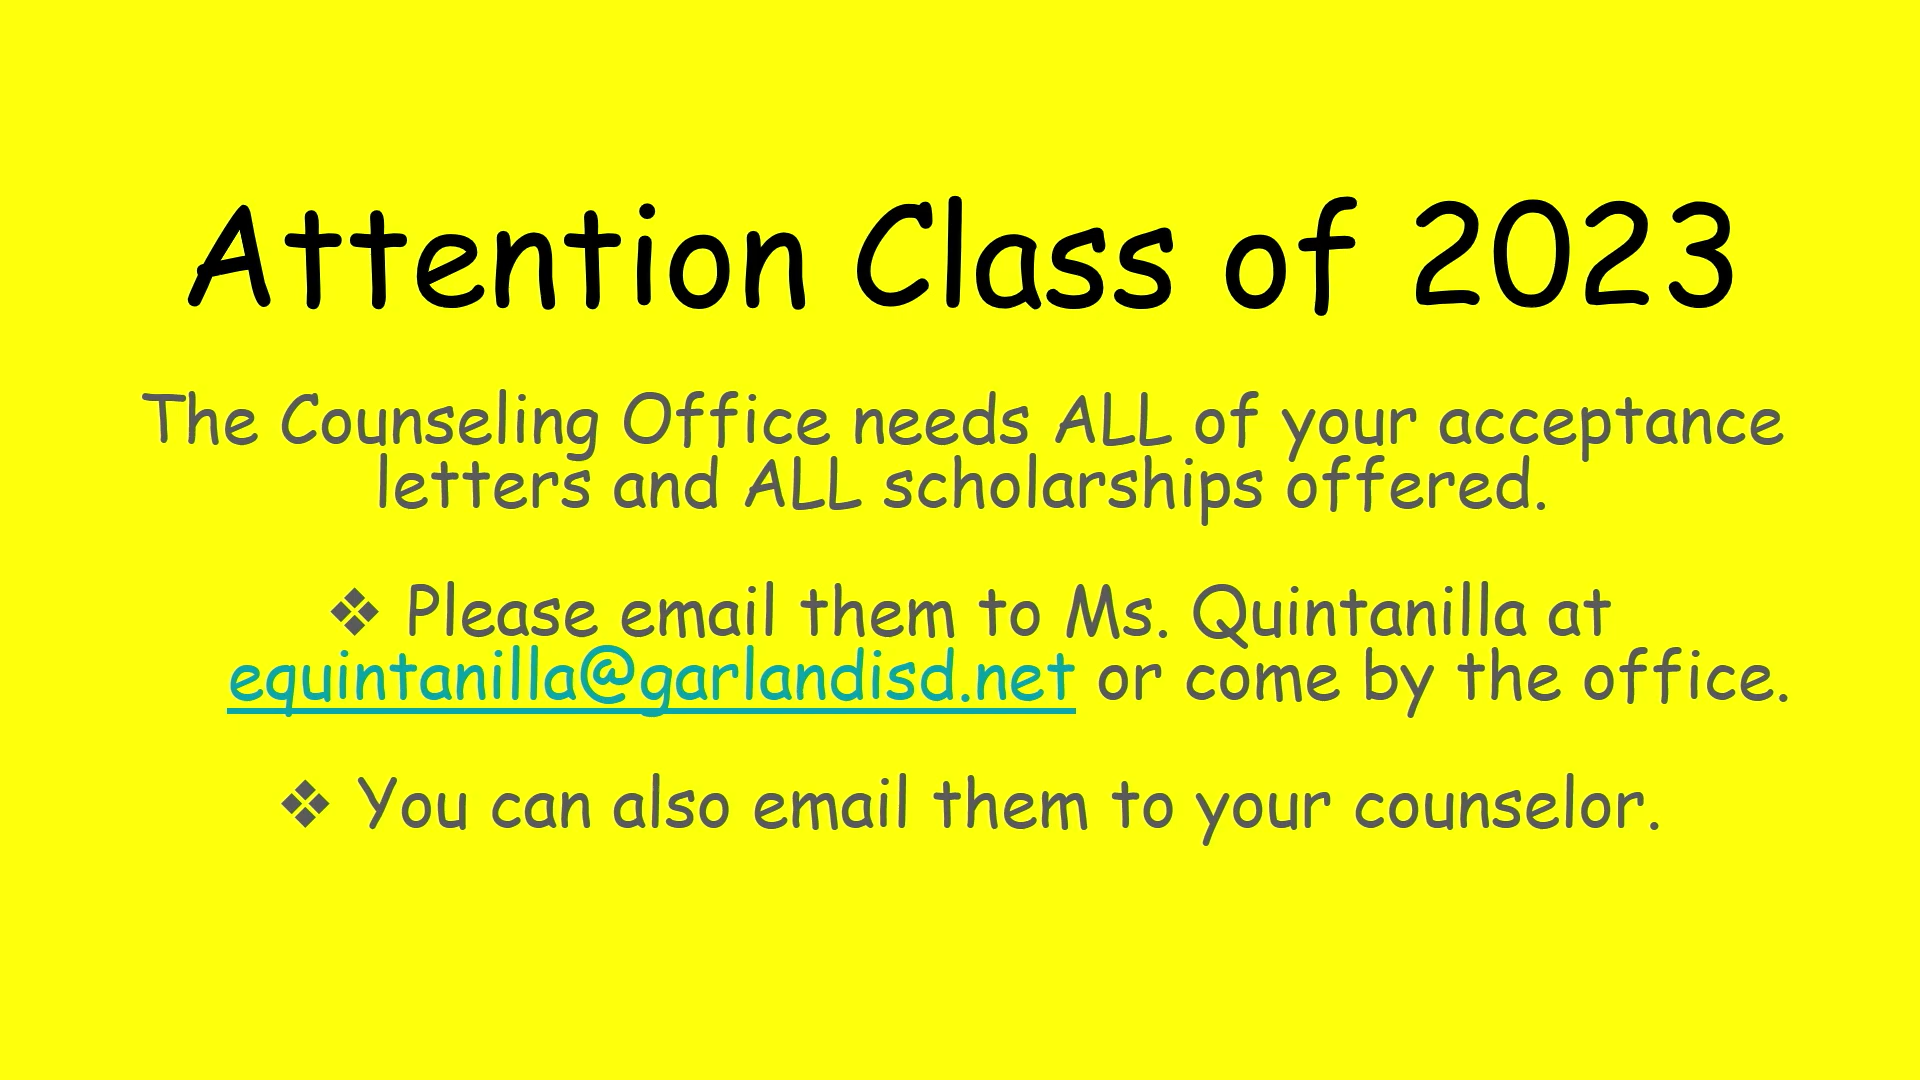 Attention Class of 2023
The Counseling Office needs ALL of your acceptance
letters and ALL scholarships offered.
❖ Please email them to Ms. Quintanilla at
equintanilla@garlandisd.net or come by the office.
❖ You can also email them to your counselor.